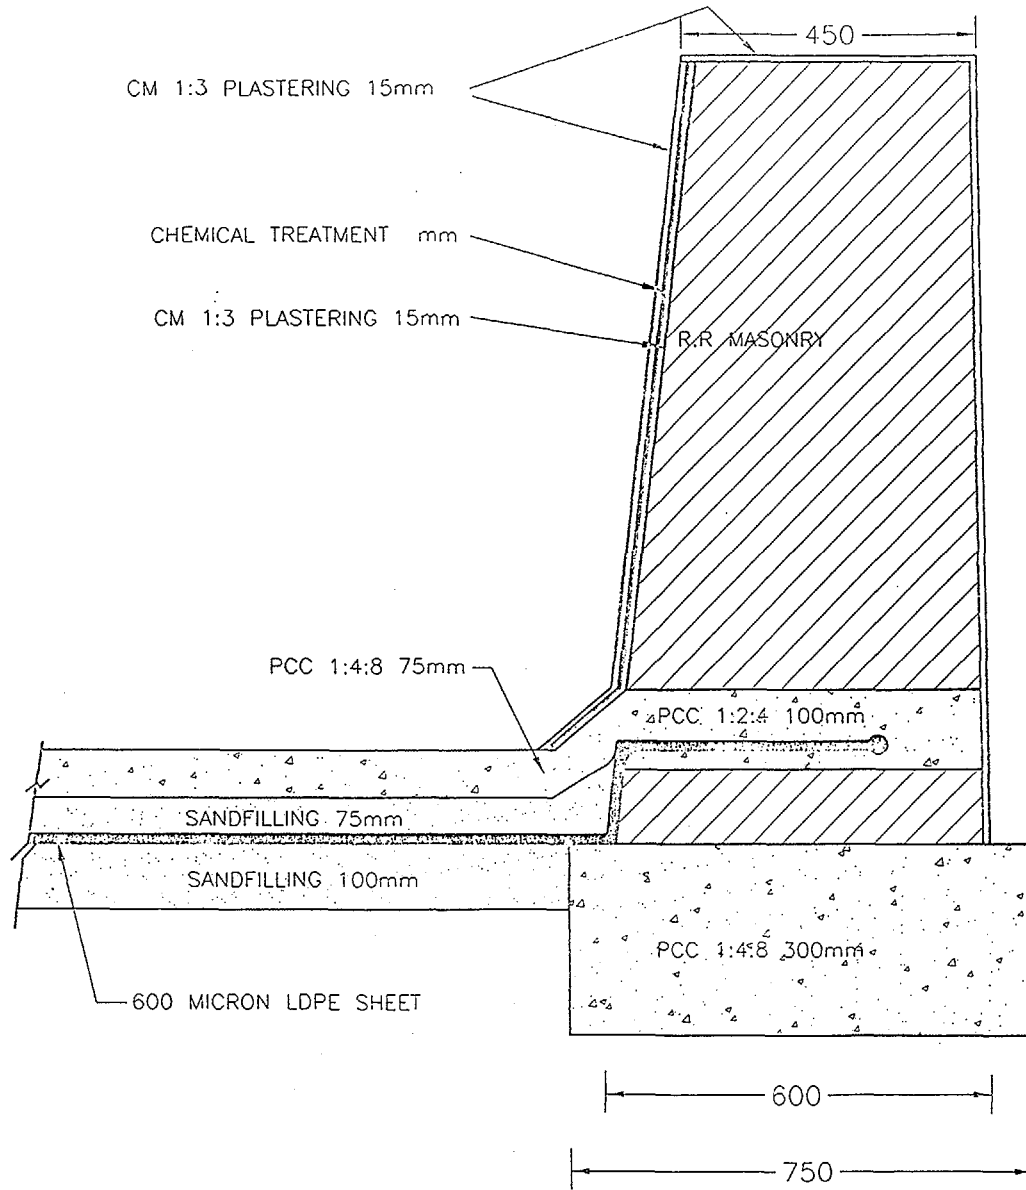 450
CM 1:3 PLASTERING 15mm
CHEMICAL TREATMENT mm
CM 1:3 PLASTERING 15mm
R.R MASONRY
PCC 1:4:8 75mm
PCC 1:2:4 100mm
SANDFILLING 75mm
SANDFILLING 100mm
PCC 1:4:8 300mm
600 MICRON LDPE SHEET
600
750